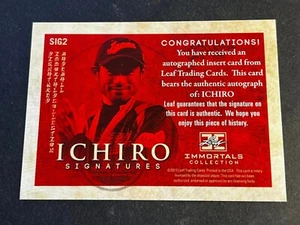 SIG2
CONGRATULATIONS!
You have received an
autographed insert card from
Leaf Trading Cards. This card
bears the authentic autograph
of: ICHIRO
Leaf guarantees that the signature on
this card is authentic. We hope you
enjoy this piece of history.
ICHIRO
SIGNATURES
IMMORTALS
COLLECTION